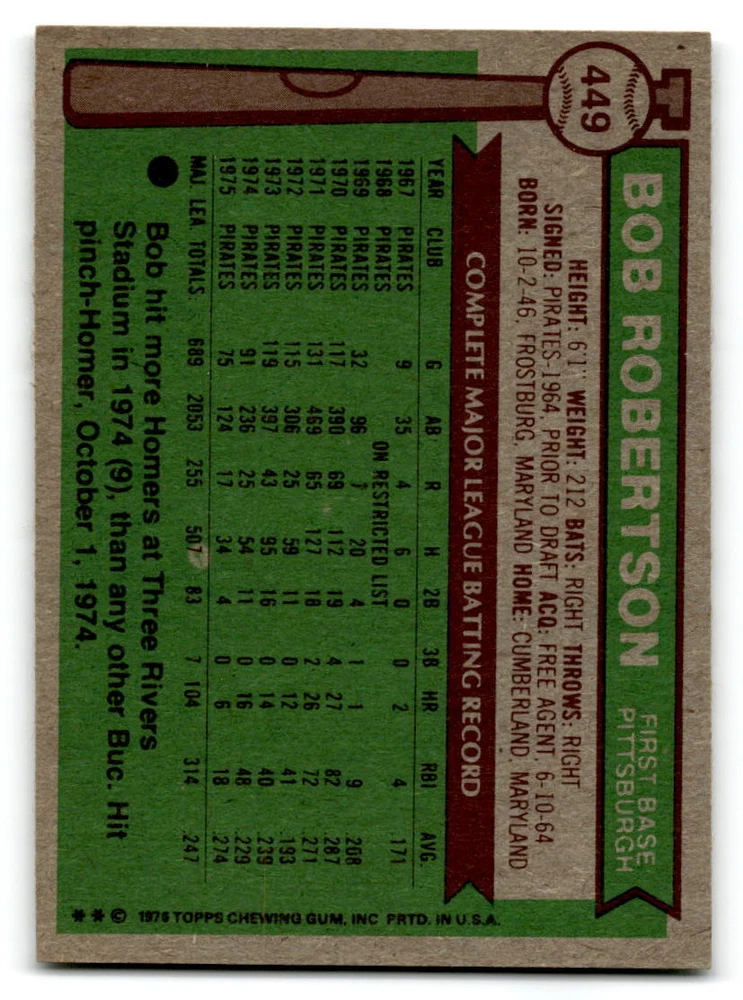 449
BOB ROBERTSON
FIRST BASE
PITTSBURGH
HEIGHT: 6'1" WEIGHT: 212 BATS: RIGHT THROWS: RIGHT
SIGNED: PIRATES-1964, PRIOR TO DRAFT ACQ: FREE AGENT, 6-10-64
BORN: 10-2-46, FROSTBURG, MARYLAND HOME: CUMBERLAND, MARYLAND
COMPLETE MAJOR LEAGUE BATTING RECORD
YEAR CLUB G AB R H 2B 3B HR RBI AVG.
1967 PIRATES 9 35 4 6 0 0 2 4 .171
1968 PIRATES ON RESTRICTED LIST
1969 PIRATES 32 96 7 20 4 1 1 9 .208
1970 PIRATES 117 390 69 112 19 4 27 82 .287
1971 PIRATES 131 469 65 127 18 2 26 72 .271
1972 PIRATES 115 306 25 59 11 0 12 41 .193
1973 PIRATES 119 397 43 95 16 0 14 40 .239
1974 PIRATES 91 236 25 54 11 0 16 48 .229
1975 PIRATES 75 124 17 34 4 0 6 18 .274
MAJ. LEA. TOTALS. 689 2053 255 507 83 7 104 314 .247
Bob hit more Homers at Three Rivers
Stadium in 1974 (9), than any other Buc. Hit
pinch-Homer, October 1, 1974.
** © 1976 TOPPS CHEWING GUM, INC PRTD. IN U.S.A.